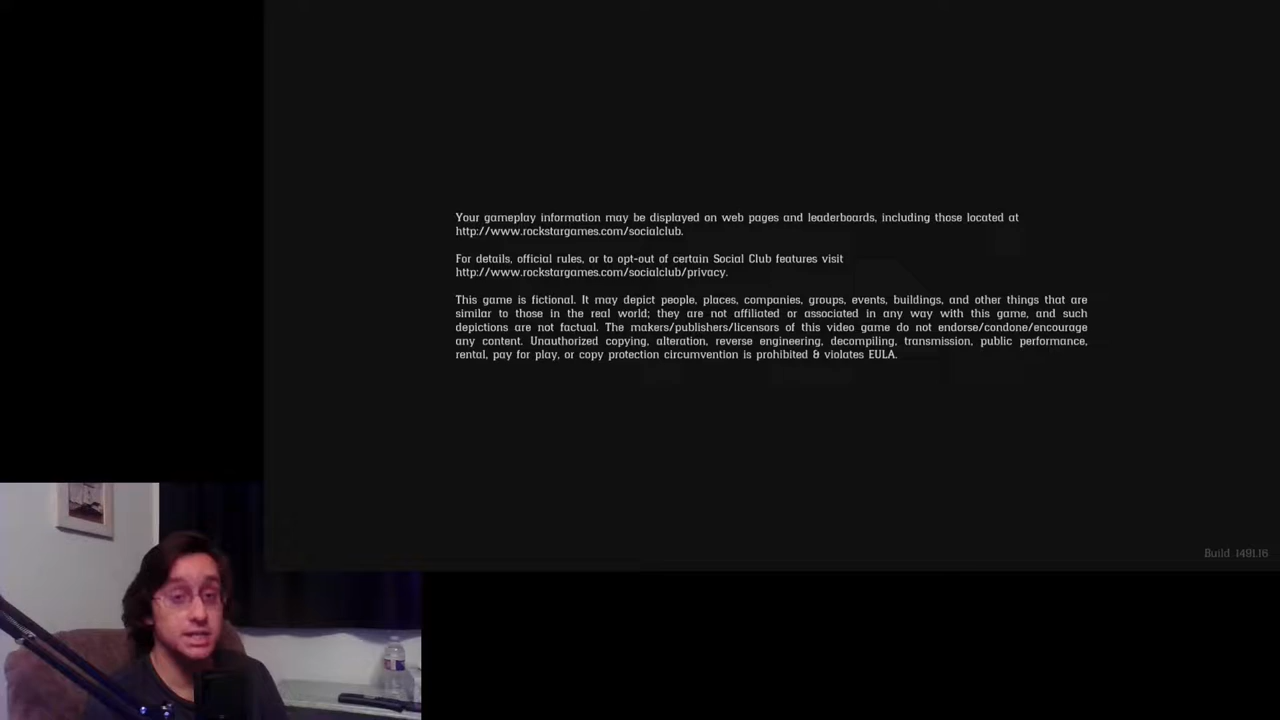 Your gameplay information may be displayed on web pages and leaderboards, including those located at
http://www.rockstargames.com/socialclub.
For details, official rules, or to opt-out of certain Social Club features visit
http://www.rockstargames.com/socialclub/privacy.
This game is fictional. It may depict people, places, companies, groups, events, buildings, and other things that are
similar to those in the real world; they are not affiliated or associated in any way with this game, and such
depictions are not factual. The makers/publishers/licensors of this video game do not endorse/condone/encourage
any content. Unauthorized copying, alteration, reverse engineering, decompiling, transmission, public performance,
rental, pay for play, or copy protection circumvention is prohibited & violates EULA.
Build 1491.16